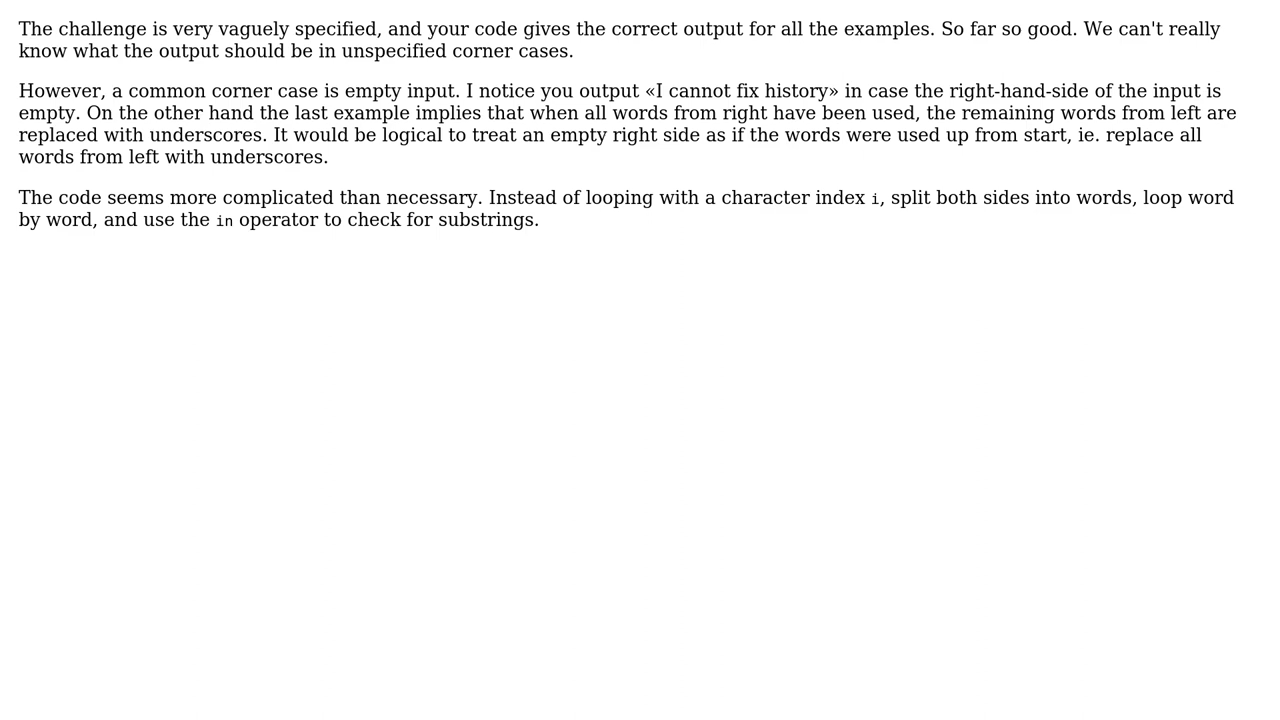 The challenge is very vaguely specified, and your code gives the correct output for all the examples. So far so good. We can't really
know what the output should be in unspecified corner cases.
However, a common corner case is empty input. I notice you output «I cannot fix history» in case the right-hand-side of the input is
empty. On the other hand the last example implies that when all words from right have been used, the remaining words from left are
replaced with underscores. It would be logical to treat an empty right side as if the words were used up from start, ie. replace all
words from left with underscores.
The code seems more complicated than necessary. Instead of looping with a character index i, split both sides into words, loop word
by word, and use the in operator to check for substrings.